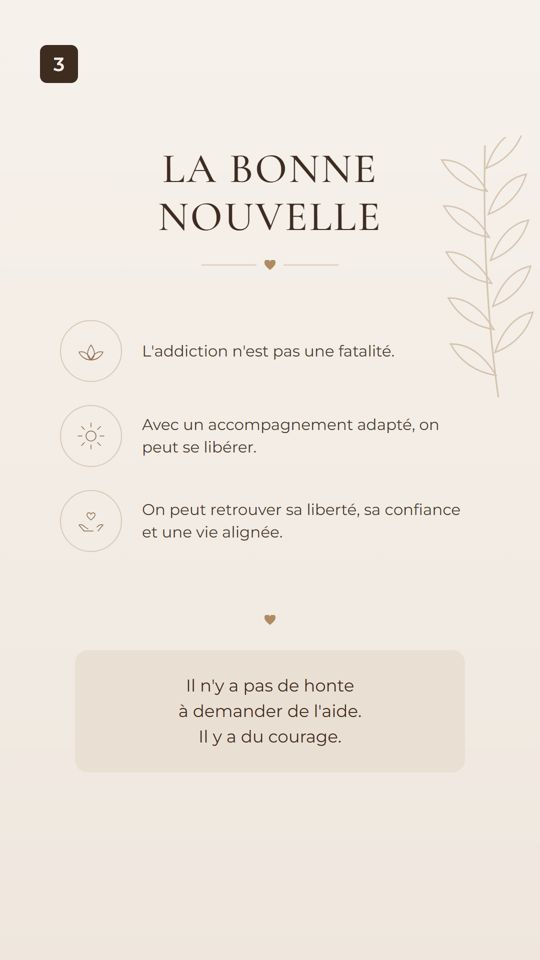 3
LA BONNE
NOUVELLE
L'addiction n'est pas une fatalité.
Avec un accompagnement adapté, on
peut se libérer.
On peut retrouver sa liberté, sa confiance
et une vie alignée.
Il n'y a pas de honte
à demander de l'aide.
Il y a du courage.